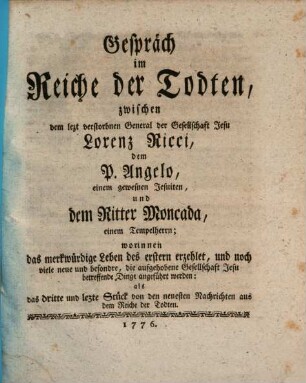 Gespräch
im
Reiche der Todten,
zwischen
dem lezt verstorbnen General der Gesellschaft Jesu
Lorenz Ricci,
dem
P. Angelo,
einem geweßnen Jesuiten,
und
dem Ritter Moncada,
einem Tempelherrn;
worinnen
das merkwürdige Leben des erstern erzehlet, und noch
viele neue und besondre, die aufgehobene Gesellschaft Jesu
betreffende Dinge angeführt werden:
als
das dritte und lezte Stück von den neuesten Nachrichten aus
dem Reiche der Todten.
1776.